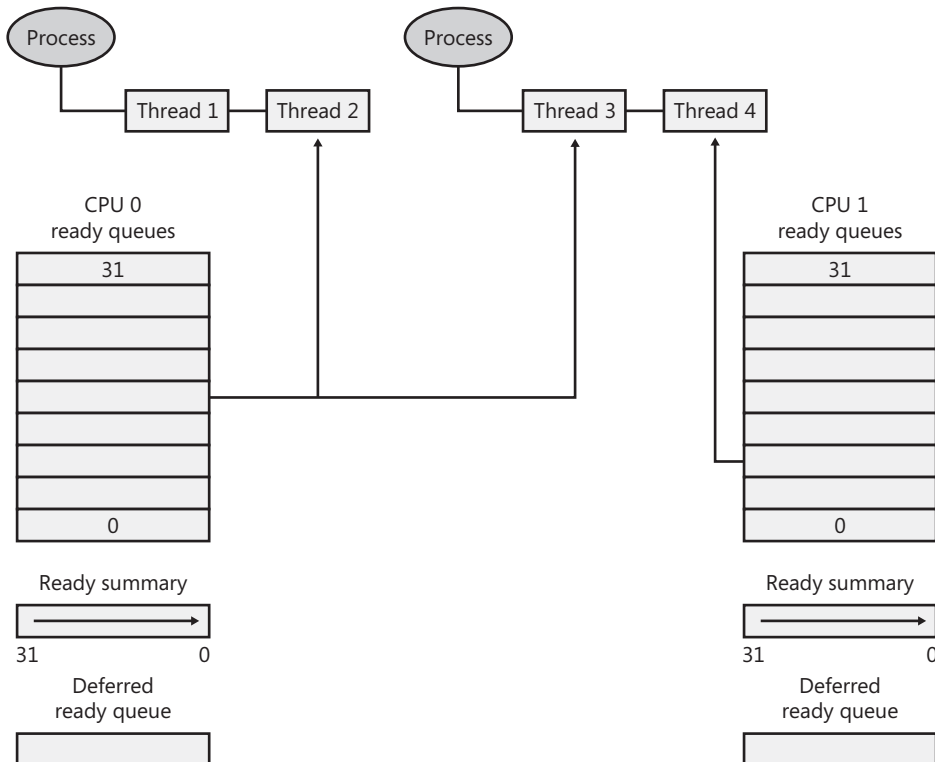 Process
Process
Thread 1
Thread 2
Thread 3
Thread 4
CPU 0
ready queues
31
0
CPU 1
ready queues
31
0
Ready summary
31 0
Ready summary
31 0
Deferred
ready queue
Deferred
ready queue